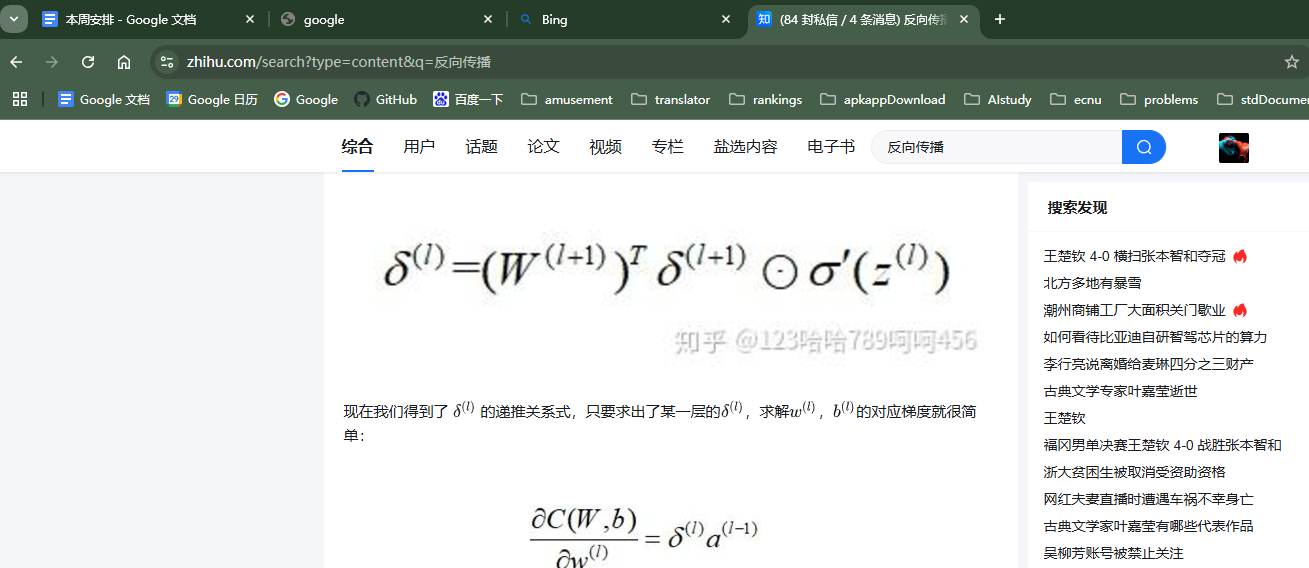 本周安排 - Google 文档
google
Bing
(84 封私信 / 4 条消息) 反向传播
zhihu.com/search?type=content&q=反向传播
Google 文档
Google 日历
Google
GitHub
百度一下
amusement
translator
rankings
apkappDownload
AIstudy
ecnu
problems
stdDocumen
综合 用户 话题 论文 视频 专栏 盐选内容 电子书
反向传播
δ^(l)=(W^(l+1))^T δ^(l+1) ⊙ σ′(z^(l))
知乎 @123哈哈789呵呵456
现在我们得到了 δ^(l) 的递推关系式，只要求出了某一层的δ^(l)，求解w^(l)，b^(l)的对应梯度就很简
单：
∂C(W,b)
∂w^(l)
= δ^(l)a^(l−1)
搜索发现
王楚钦 4-0 横扫张本智和夺冠
北方多地有暴雪
潮州商铺工厂大面积关门歇业
如何看待比亚迪自研智驾芯片的算力
李行亮说离婚给麦琳四分之三财产
古典文学专家叶嘉莹逝世
王楚钦
福冈男单决赛王楚钦 4-0 战胜张本智和
浙大贫困生被取消受资助资格
网红夫妻直播时遭遇车祸不幸身亡
古典文学家叶嘉莹有哪些代表作品
吴柳芳账号被禁止关注